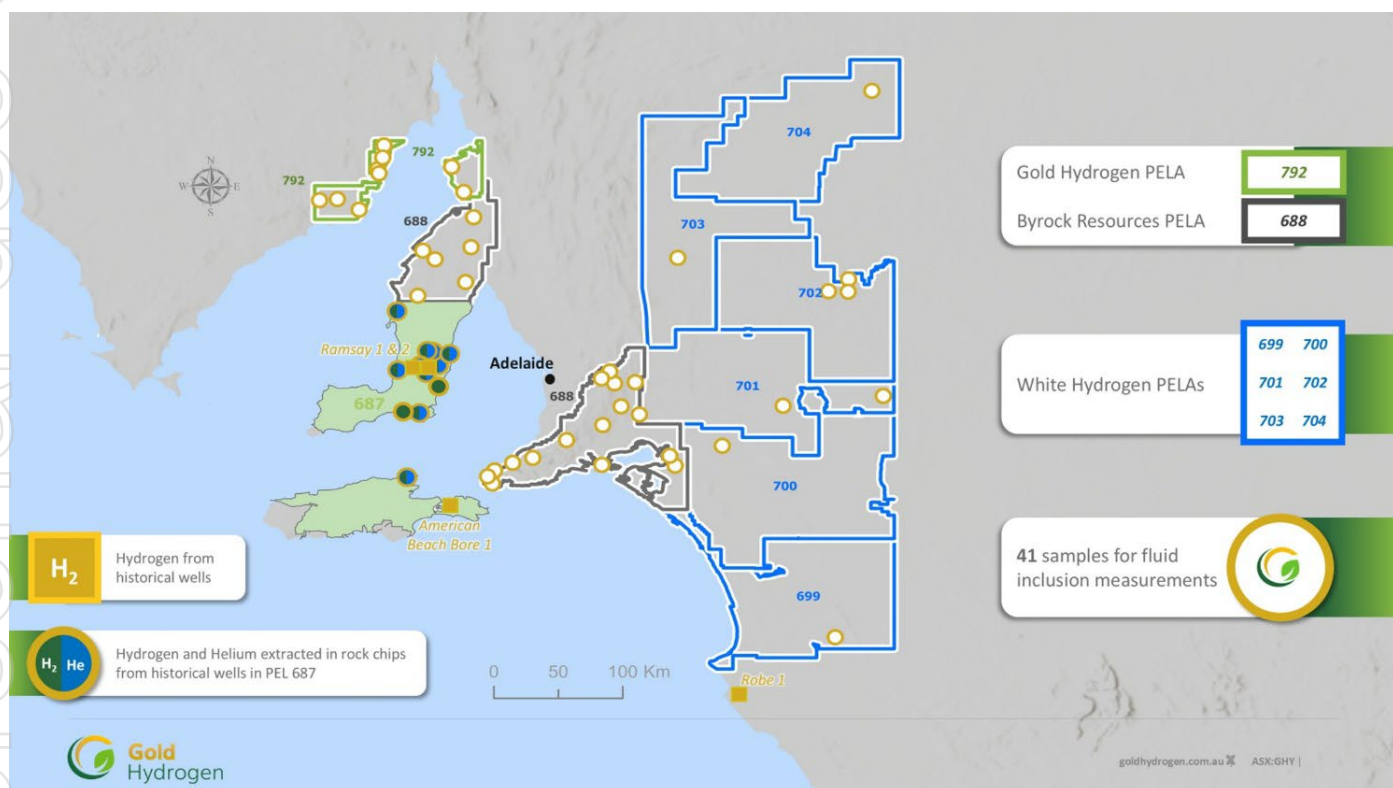 704
792
792
N
W E
S
688
703
702
Ramsay 1 & 2
Adelaide
701
688
687
700
American
Beach Bore 1
699
Robe 1
0 50 100 Km
Gold Hydrogen PELA
792
Byrock Resources PELA
688
White Hydrogen PELAs
699 700
701 702
703 704
41 samples for fluid
inclusion measurements
H2
Hydrogen from
historical wells
H2 He
Hydrogen and Helium extracted in rock chips
from historical wells in PEL 687
Gold
Hydrogen
goldhydrogen.com.au
ASX:GHY |